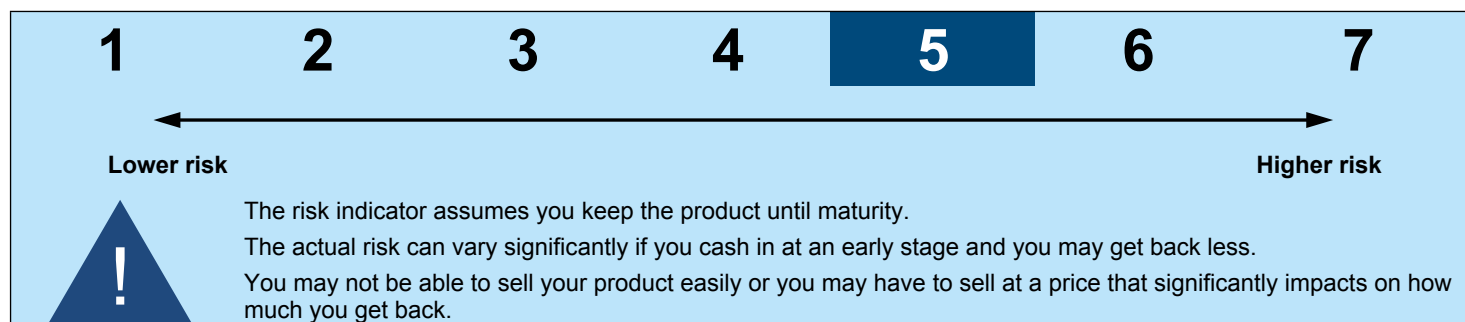 1 2 3 4 5 6 7
Lower risk Higher risk
The risk indicator assumes you keep the product until maturity.
The actual risk can vary significantly if you cash in at an early stage and you may get back less.
You may not be able to sell your product easily or you may have to sell at a price that significantly impacts on how
much you get back.
!